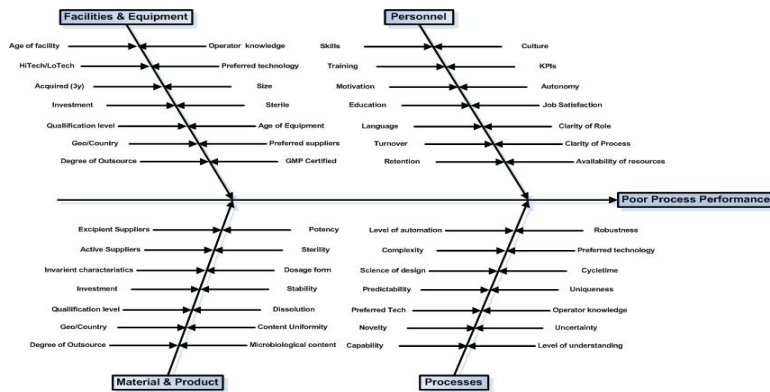 Facilities & Equipment
Personnel
Age of facility
Operator knowledge
HiTech/LoTech
Preferred technology
Acquired (3y)
Size
Investment
Sterile
Quallification level
Age of Equipment
Geo/Country
Preferred suppliers
Degree of Outsource
GMP Certified
Skills
Culture
Training
KPIs
Motivation
Autonomy
Education
Job Satisfaction
Language
Clarity of Role
Turnover
Clarity of Process
Retention
Availability of resources
Poor Process Performance
Excipient Suppliers
Potency
Active Suppliers
Sterility
Invarient characteristics
Dosage form
Investment
Stability
Quallification level
Dissolution
Geo/Country
Content Uniformity
Degree of Outsource
Microbiological content
Level of automation
Robustness
Complexity
Preferred technology
Science of design
Cycletime
Predictability
Uniqueness
Preferred Tech
Operator knowledge
Novelty
Uncertainty
Capability
Level of understanding
Material & Product
Processes